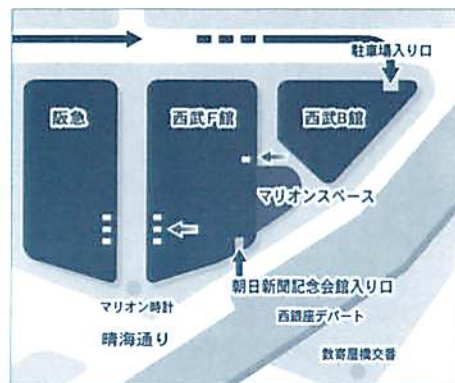 駐車場入り口
阪急
西武F館
西武B館
マリオンスペース
朝日新聞記念会館入り口
マリオン時計
西銀座デパート
晴海通り
数寄屋橋交番